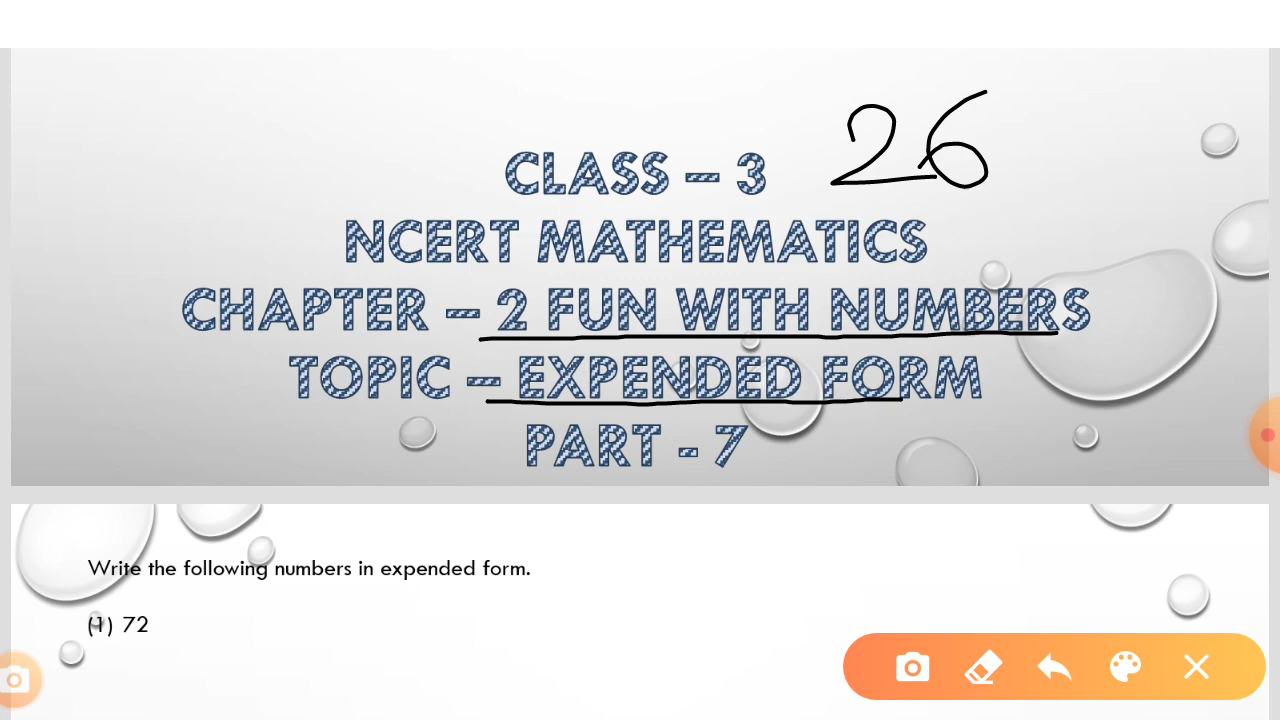 26
CLASS – 3
NCERT MATHEMATICS
CHAPTER – 2 FUN WITH NUMBERS
TOPIC – EXPENDED FORM
PART - 7
Write the following numbers in expended form.
(1) 72